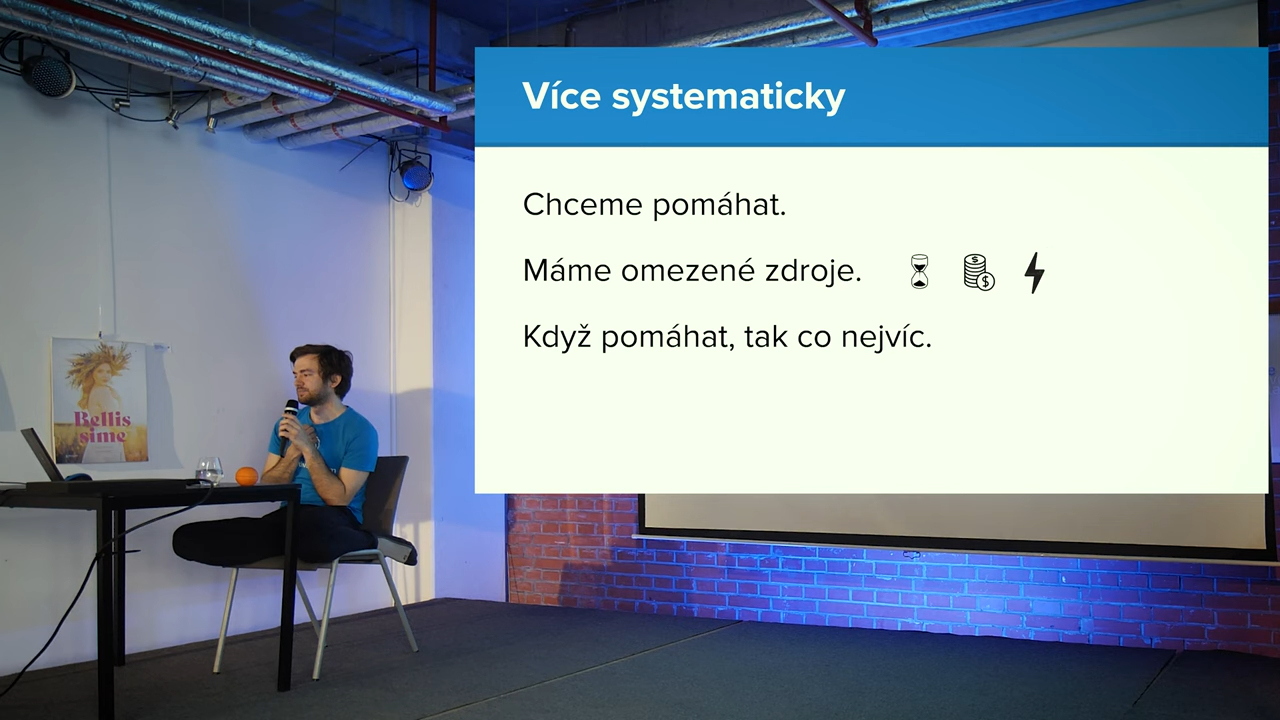 Více systematicky
Chceme pomáhat.
Máme omezené zdroje.
Když pomáhat, tak co nejvíc.
Bellis
sime